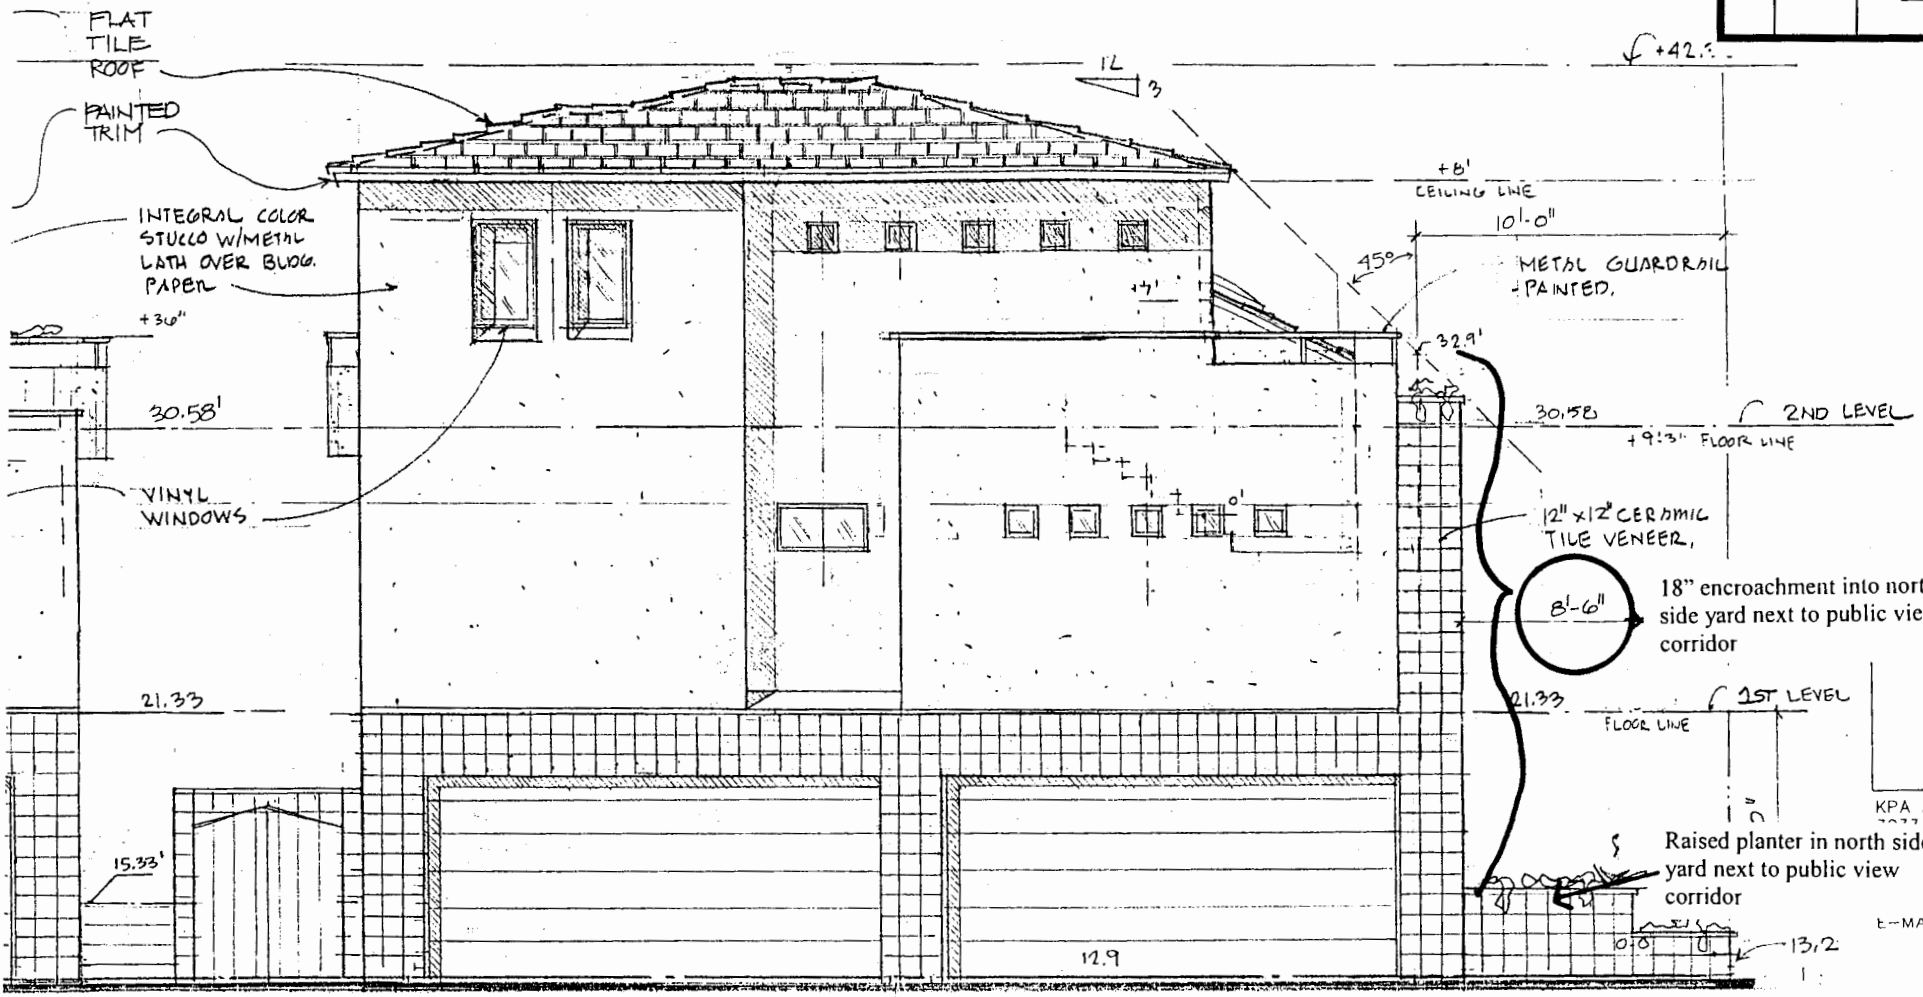 FLAT
TILE
ROOF
PAINTED
TRIM
INTEGRAL COLOR
STUCCO W/METAL
LATH OVER BLDG.
PAPER
+36"
30.58'
VINYL
WINDOWS
21.33
15.33'
12
3
+8'
CEILING LINE
10'-0"
45°
METAL GUARDRAIL
-PAINTED.
+7'
32.9'
30.58
2ND LEVEL
+9'3" FLOOR LINE
12"x12" CERAMIC
TILE VENEER,
18" encroachment into nort
8'-6"
side yard next to public vie
corridor
21.33
1ST LEVEL
FLOOR LINE
KPA
Raised planter in north side
yard next to public view
corridor
E-MA
12.9
13.2
+42.